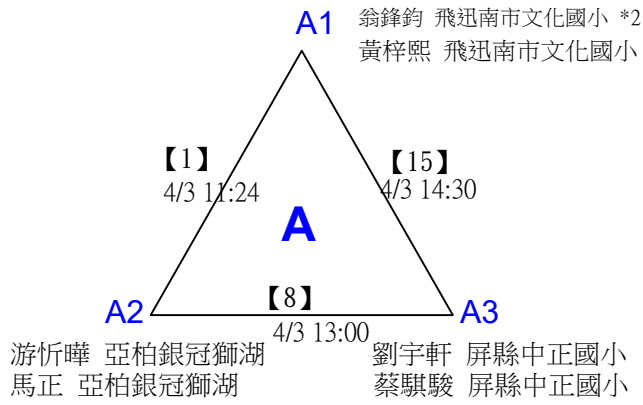 A1 翁鋒鈞 飛迅南市文化國小 *2
黃梓熙 飛迅南市文化國小
【1】
4/3 11:24
【15】
4/3 14:30
A
【8】
4/3 13:00
A2
A3
游忻曄 亞柏銀冠獅湖
馬正 亞柏銀冠獅湖
劉宇軒 屏縣中正國小
蔡騏駿 屏縣中正國小